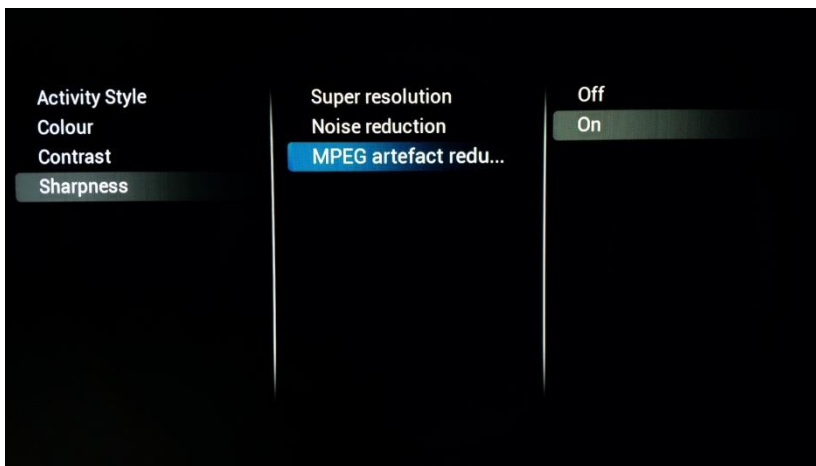 Activity Style
Colour
Contrast
Sharpness
Super resolution
Noise reduction
MPEG artefact redu...
Off
On